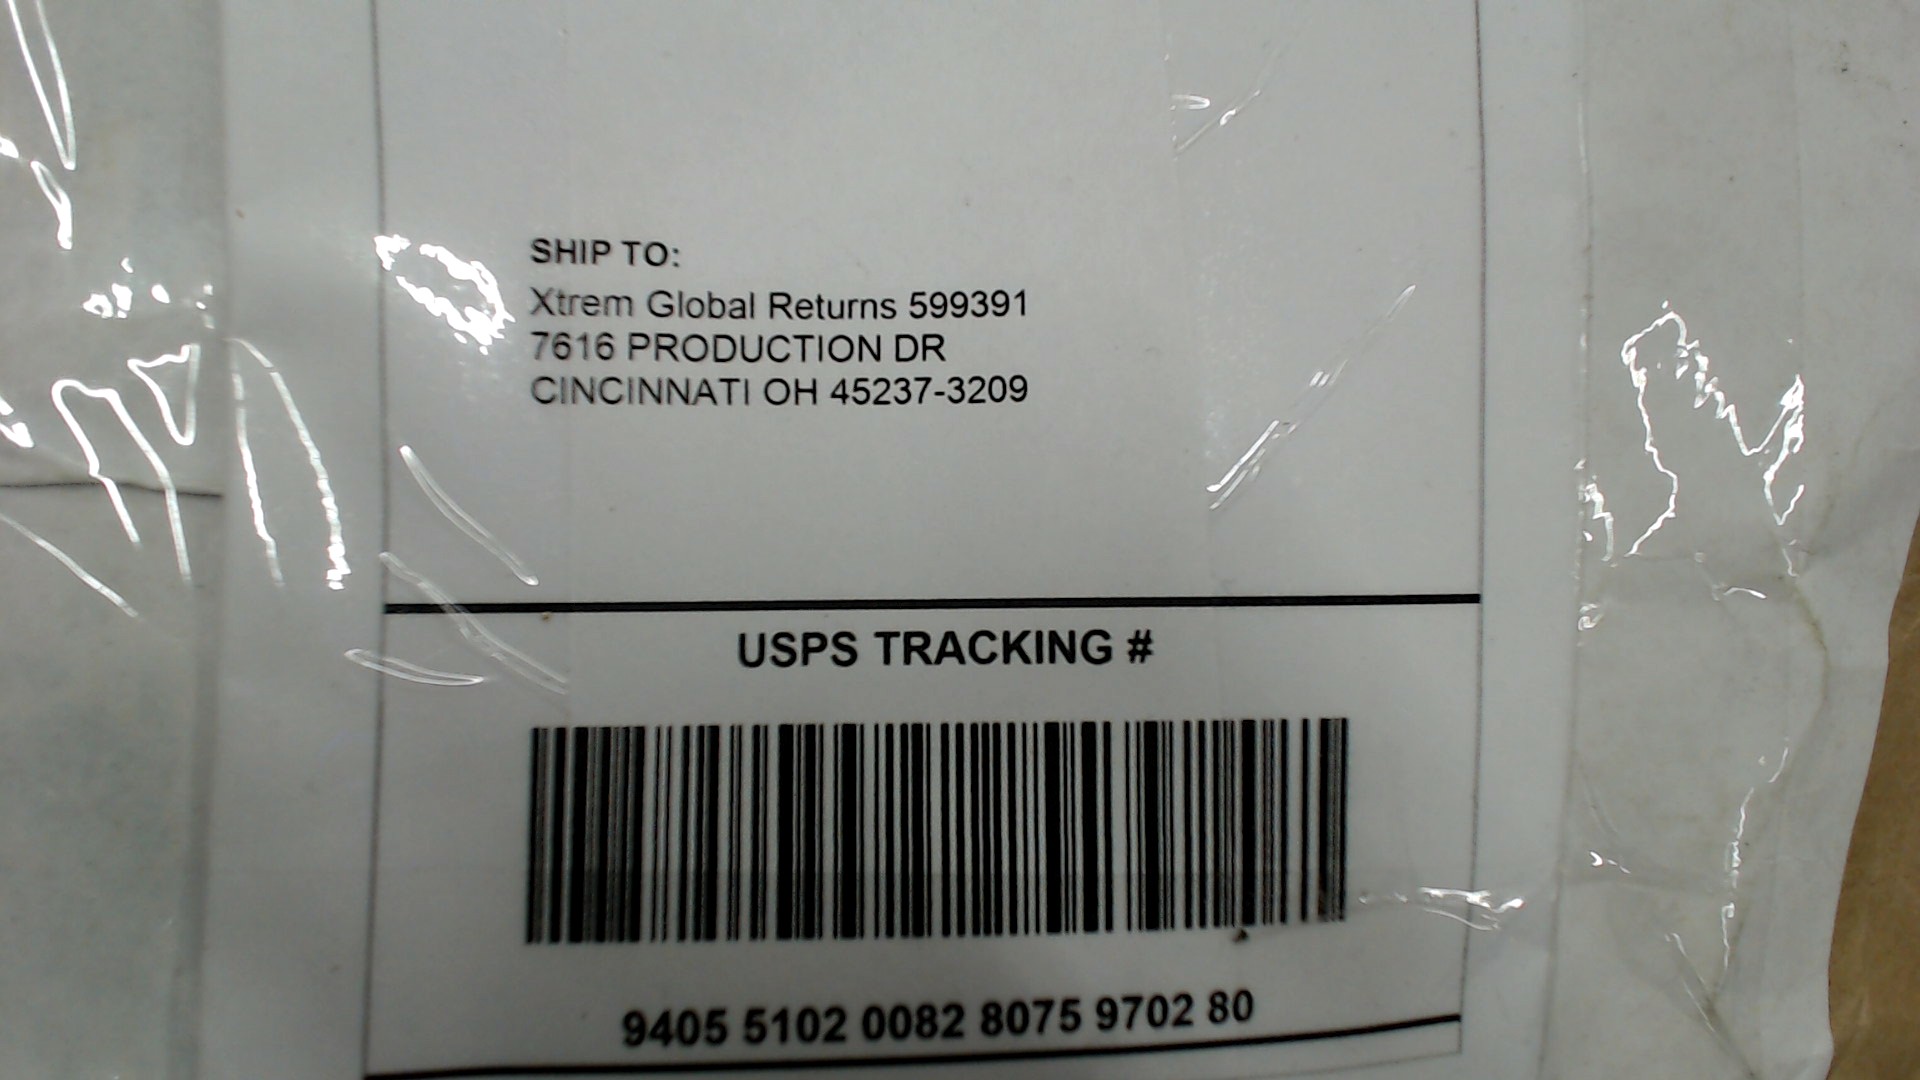 SHIP TO:
Xtrem Global Returns 599391
7616 PRODUCTION DR
CINCINNATI OH 45237-3209
USPS TRACKING #
9405 5102 0082 8075 9702 80